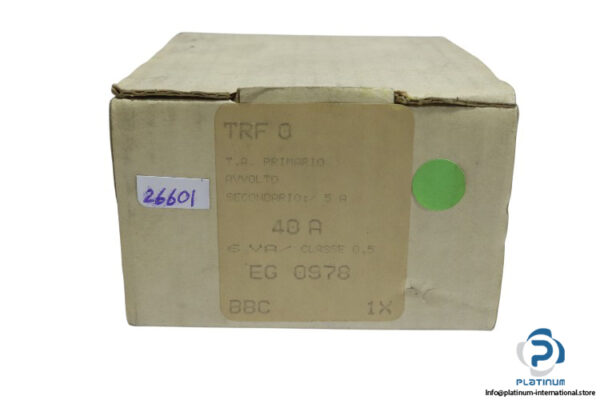 TRF 0
T.A. PRIMARIO
AVVOLTO
SECONDARIO:/ 5 A
40 A
6 VA / CLASSE 0.5
EG 0978
BBC 1X
26601
PLATINUM
Info@platinum-international.store